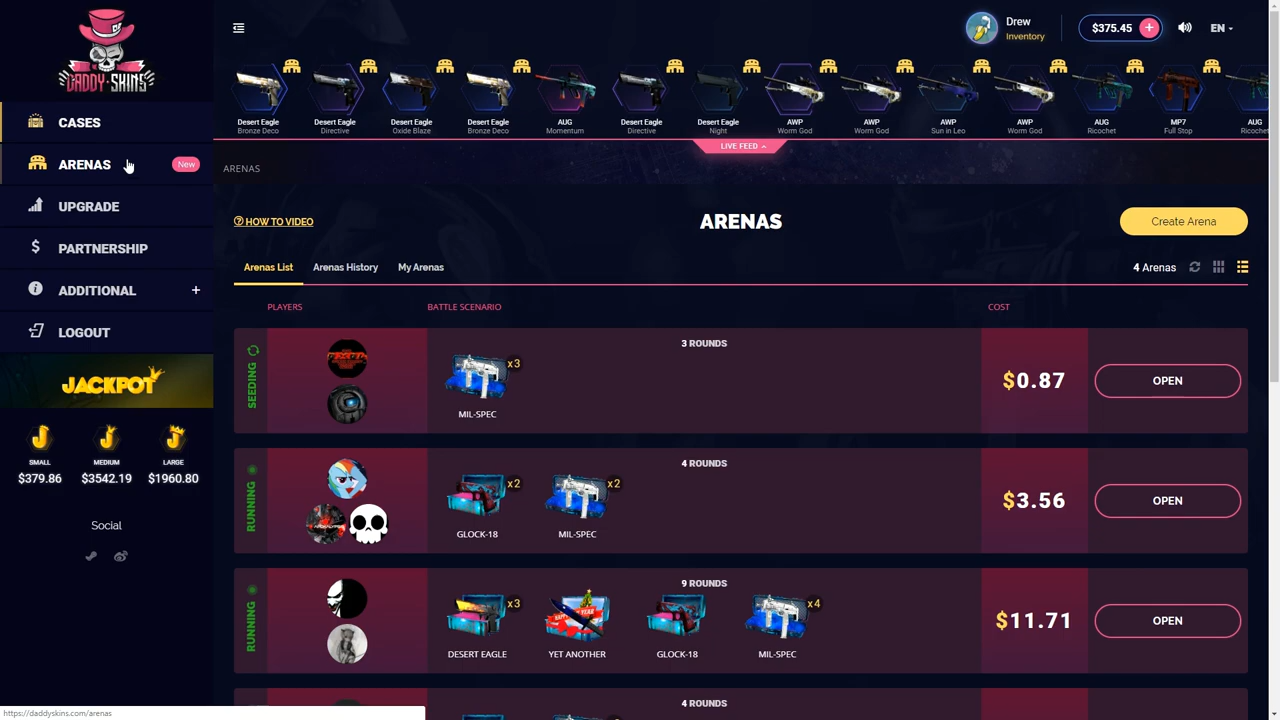 DADDY-SKINS
CASES
ARENAS
New
UPGRADE
PARTNERSHIP
$
ADDITIONAL
+
LOGOUT
JACKPOT
SMALL
MEDIUM
LARGE
$379.86
$3542.19
$1960.80
Social
https://daddyskins.com/arenas
Drew
Inventory
$375.45 +
EN
Desert Eagle
Bronze Deco
Desert Eagle
Directive
Desert Eagle
Oxide Blaze
Desert Eagle
Bronze Deco
AUG
Momentum
Desert Eagle
Directive
Desert Eagle
Night
AWP
Worm God
AWP
Worm God
AWP
Sun in Leo
AWP
Worm God
AUG
Ricochet
MP7
Full Stop
AUG
Ricochet
LIVE FEED
ARENAS
? HOW TO VIDEO
ARENAS
Create Arena
Arenas List
Arenas History
My Arenas
4 Arenas
PLAYERS
BATTLE SCENARIO
COST
SEEDING
3 ROUNDS
x3
MIL-SPEC
$0.87
OPEN
RUNNING
4 ROUNDS
x2
x2
GLOCK-18
MIL-SPEC
$3.56
OPEN
RUNNING
9 ROUNDS
x3
x4
DESERT EAGLE
YET ANOTHER
GLOCK-18
MIL-SPEC
$11.71
OPEN
4 ROUNDS